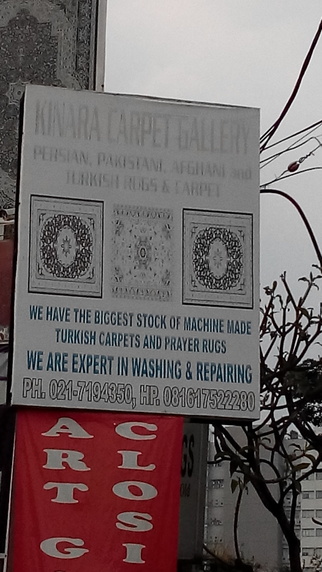 KINARA CARPET GALLERY
PERSIAN, PAKISTANI, AFGHANI and
TURKISH RUGS & CARPET
WE HAVE THE BIGGEST STOCK OF MACHINE MADE
TURKISH CARPETS AND PRAYER RUGS
WE ARE EXPERT IN WASHING & REPAIRING
PH. 021-7194950, HP. 081617522280
ART G
CLOSI